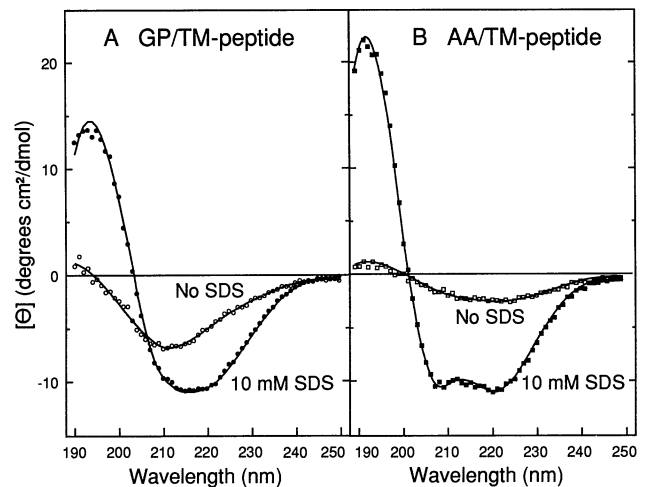 A GP/TM-peptide
B AA/TM-peptide
[Θ] (degrees cm²/dmol)
20
10
0
-10
No SDS
10 mM SDS
No SDS
10 mM SDS
190 200 210 220 230 240 250
190 200 210 220 230 240 250
Wavelength (nm)
Wavelength (nm)